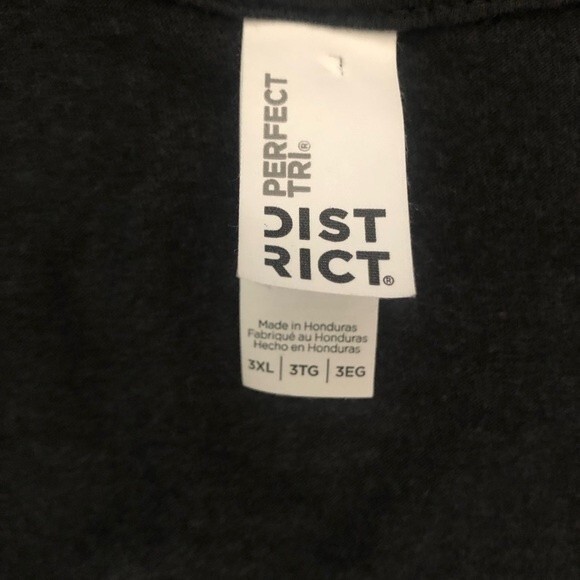 PERFECT
TRI®
DIST
RICT®
Made in Honduras
Fabriqué au Honduras
Hecho en Honduras
3XL | 3TG | 3EG